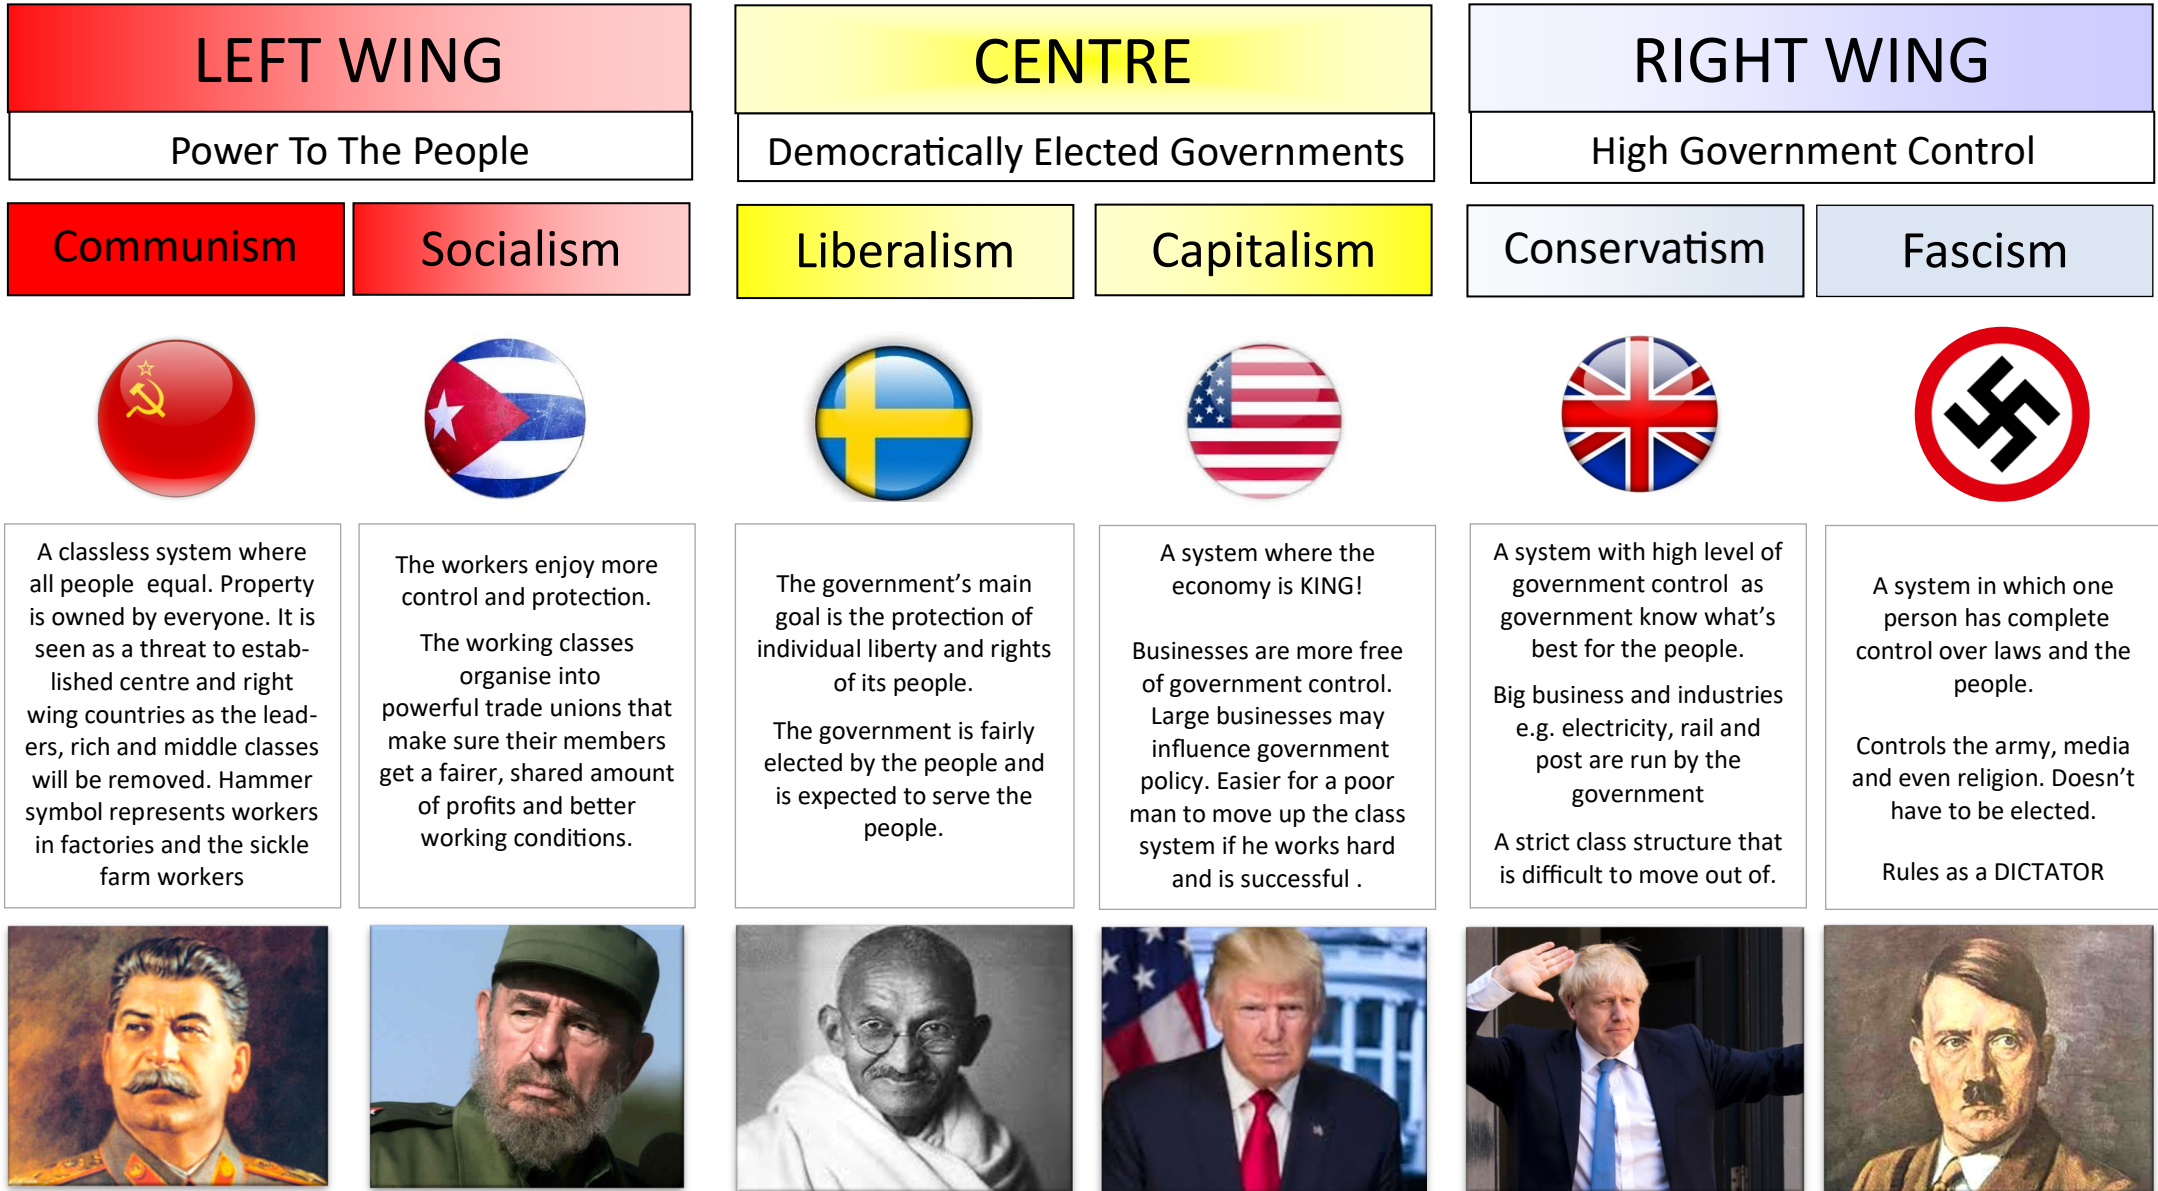 LEFT WING
Power To The People
CENTRE
Democratically Elected Governments
RIGHT WING
High Government Control
Communism
Socialism
Liberalism
Capitalism
Conservatism
Fascism
A classless system where
all people equal. Property
is owned by everyone. It is
seen as a threat to estab-
lished centre and right
wing countries as the lead-
ers, rich and middle classes
will be removed. Hammer
symbol represents workers
in factories and the sickle
farm workers
The workers enjoy more
control and protection.
The working classes
organise into
powerful trade unions that
make sure their members
get a fairer, shared amount
of profits and better
working conditions.
The government's main
goal is the protection of
individual liberty and rights
of its people.
The government is fairly
elected by the people and
is expected to serve the
people.
A system where the
economy is KING!
Businesses are more free
of government control.
Large businesses may
influence government
policy. Easier for a poor
man to move up the class
system if he works hard
and is successful .
A system with high level of
government control as
government know what's
best for the people.
Big business and industries
e.g. electricity, rail and
post are run by the
government
A strict class structure that
is difficult to move out of.
A system in which one
person has complete
control over laws and the
people.
Controls the army, media
and even religion. Doesn't
have to be elected.
Rules as a DICTATOR